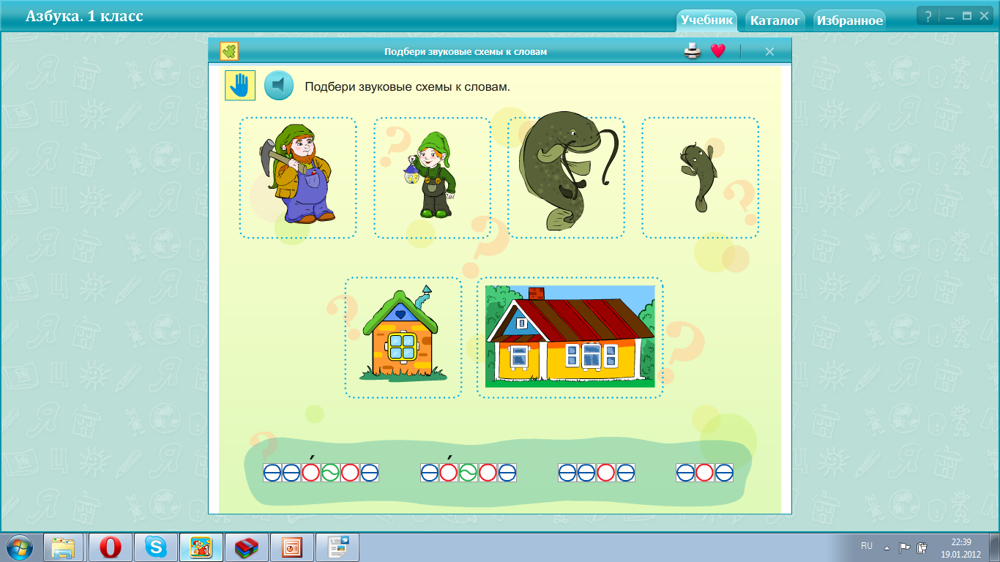 Азбука. 1 класс
Учебник Каталог Избранное ?
Подбери звуковые схемы к словам
Подбери звуковые схемы к словам.
? ? ? ? ? ? ?
RU
22:39
19.01.2012